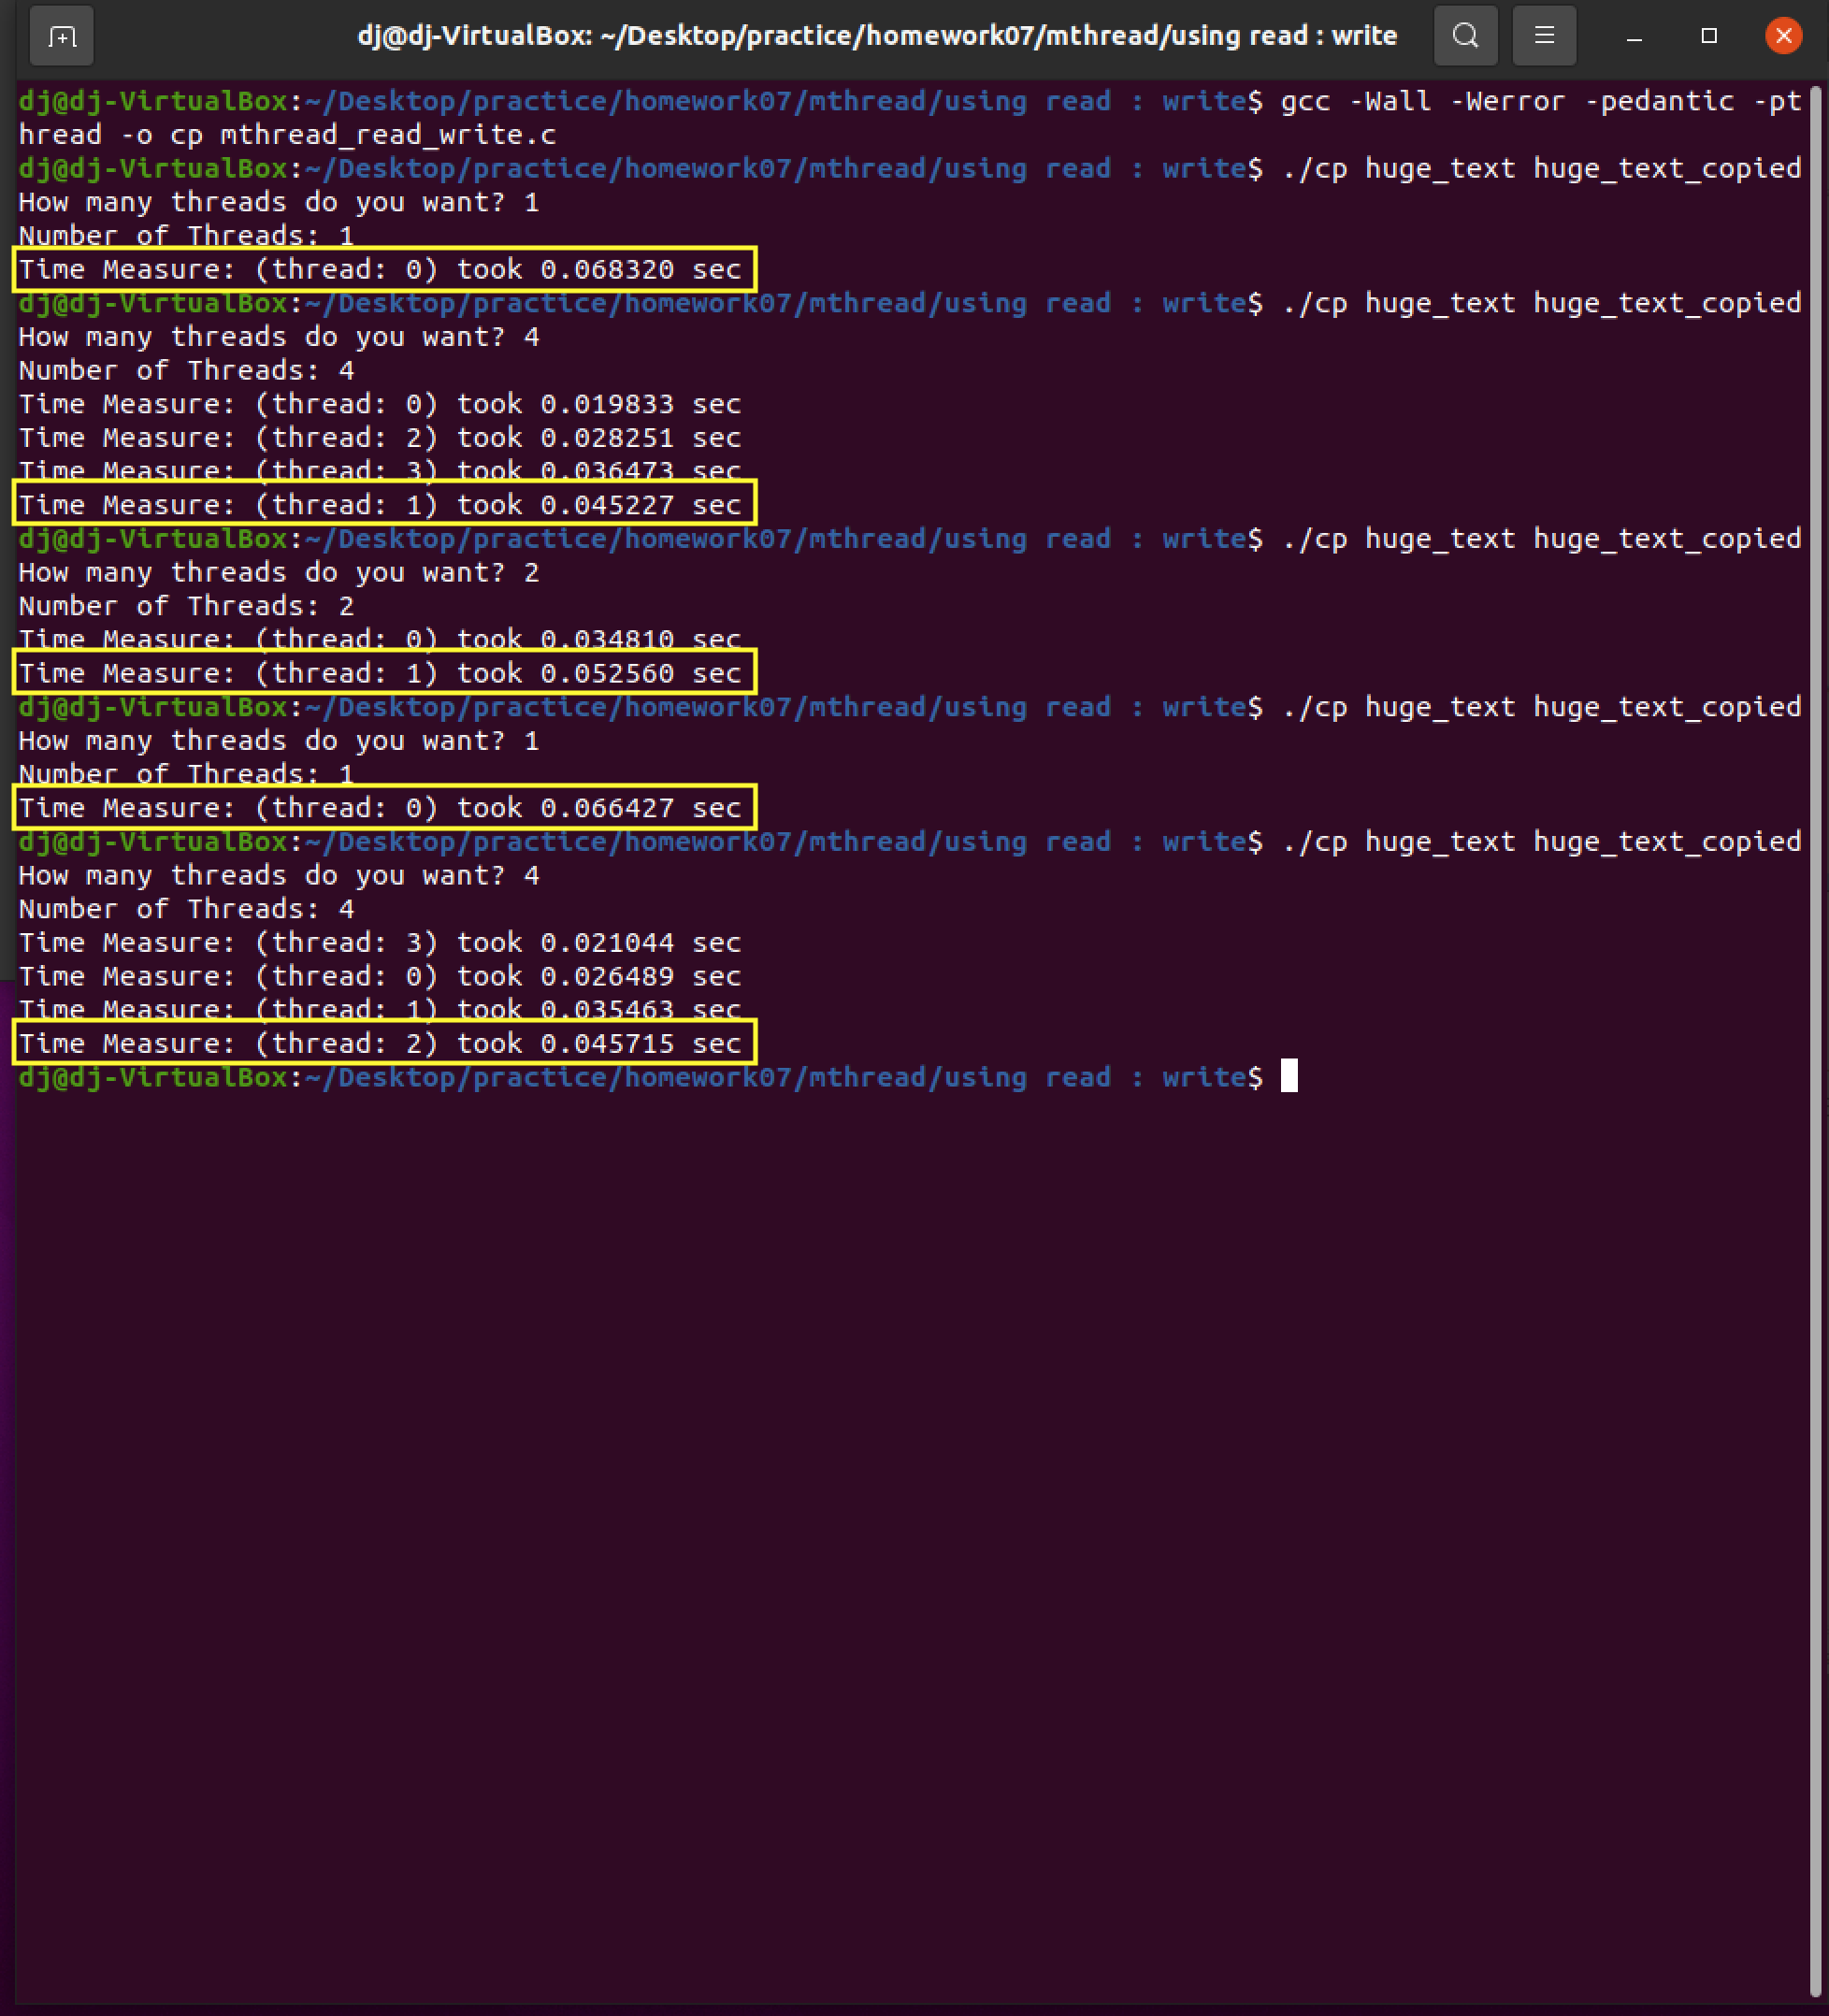 dj@dj-VirtualBox: ~/Desktop/practice/homework07/mthread/using read : write
dj@dj-VirtualBox:~/Desktop/practice/homework07/mthread/using read : write$ gcc -Wall -Werror -pedantic -pt
hread -o cp mthread_read_write.c
dj@dj-VirtualBox:~/Desktop/practice/homework07/mthread/using read : write$ ./cp huge_text huge_text_copied
How many threads do you want? 1
Number of Threads: 1
Time Measure: (thread: 0) took 0.068320 sec
dj@dj-VirtualBox:~/Desktop/practice/homework07/mthread/using read : write$ ./cp huge_text huge_text_copied
How many threads do you want? 4
Number of Threads: 4
Time Measure: (thread: 0) took 0.019833 sec
Time Measure: (thread: 2) took 0.028251 sec
Time Measure: (thread: 3) took 0.036473 sec
Time Measure: (thread: 1) took 0.045227 sec
dj@dj-VirtualBox:~/Desktop/practice/homework07/mthread/using read : write$ ./cp huge_text huge_text_copied
How many threads do you want? 2
Number of Threads: 2
Time Measure: (thread: 0) took 0.034810 sec
Time Measure: (thread: 1) took 0.052560 sec
dj@dj-VirtualBox:~/Desktop/practice/homework07/mthread/using read : write$ ./cp huge_text huge_text_copied
How many threads do you want? 1
Number of Threads: 1
Time Measure: (thread: 0) took 0.066427 sec
dj@dj-VirtualBox:~/Desktop/practice/homework07/mthread/using read : write$ ./cp huge_text huge_text_copied
How many threads do you want? 4
Number of Threads: 4
Time Measure: (thread: 3) took 0.021044 sec
Time Measure: (thread: 0) took 0.026489 sec
Time Measure: (thread: 1) took 0.035463 sec
Time Measure: (thread: 2) took 0.045715 sec
dj@dj-VirtualBox:~/Desktop/practice/homework07/mthread/using read : write$